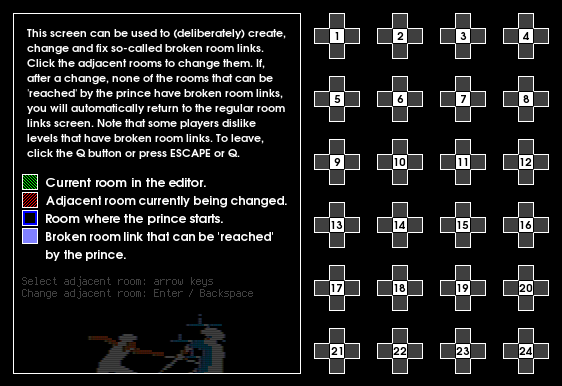 This screen can be used to (deliberately) create,
change and fix so-called broken room links.
Click the adjacent rooms to change them. If,
after a change, none of the rooms that can be
'reached' by the prince have broken room links,
you will automatically return to the regular room
links screen. Note that some players dislike
levels that have broken room links. To leave,
click the Q button or press ESCAPE or Q.
Current room in the editor.
Adjacent room currently being changed.
Room where the prince starts.
Broken room link that can be 'reached'
by the prince.
Select adjacent room: arrow keys
Change adjacent room: Enter / Backspace
1 2 3 4
5 6 7 8
9 10 11 12
13 14 15 16
17 18 19 20
21 22 23 24